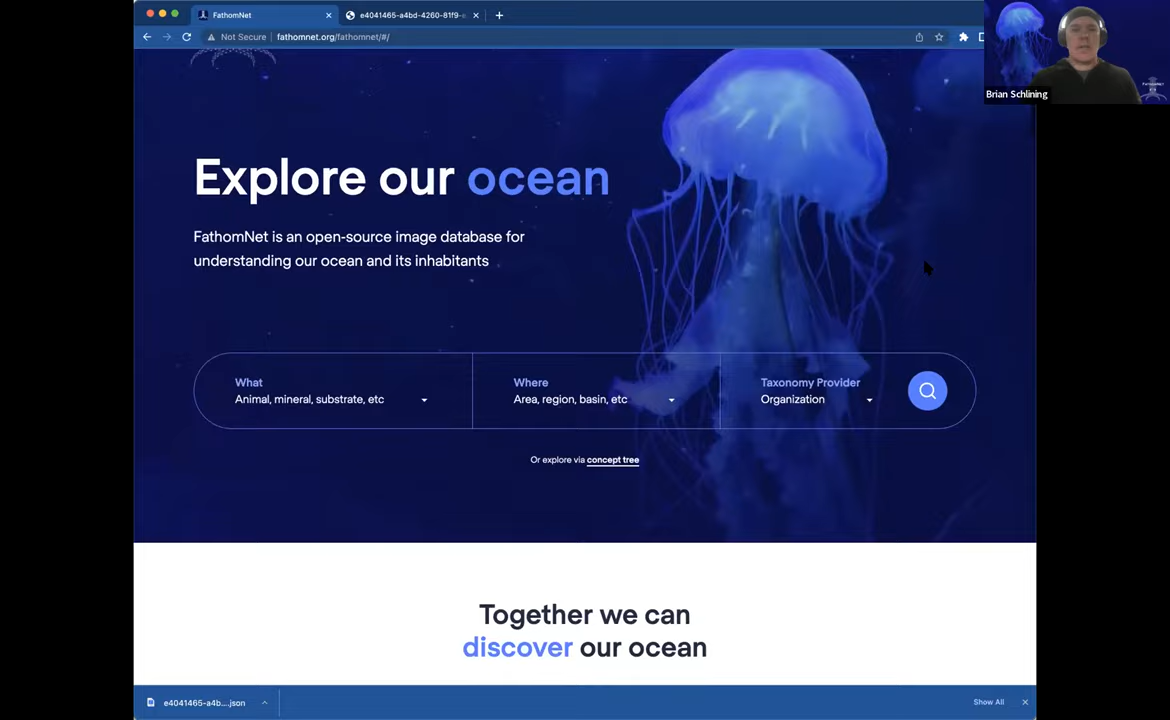 FathomNet
e4041465-a4bd-4260-81f9-e
Not Secure
fathomnet.org/fathomnet/#/
Brian Schlining
FATHOMNET
Explore our ocean
FathomNet is an open-source image database for
understanding our ocean and its inhabitants
What
Animal, mineral, substrate, etc
Where
Area, region, basin, etc
Taxonomy Provider
Organization
Or explore via concept tree
Together we can
discover our ocean
e4041465-a4b....json
Show All